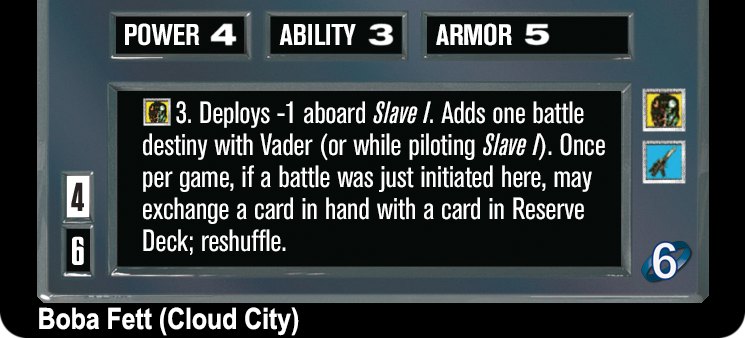 POWER 4 ABILITY 3 ARMOR 5
3. Deploys -1 aboard Slave I. Adds one battle
destiny with Vader (or while piloting Slave I). Once
per game, if a battle was just initiated here, may
exchange a card in hand with a card in Reserve
Deck; reshuffle.
4
6
6
Boba Fett (Cloud City)